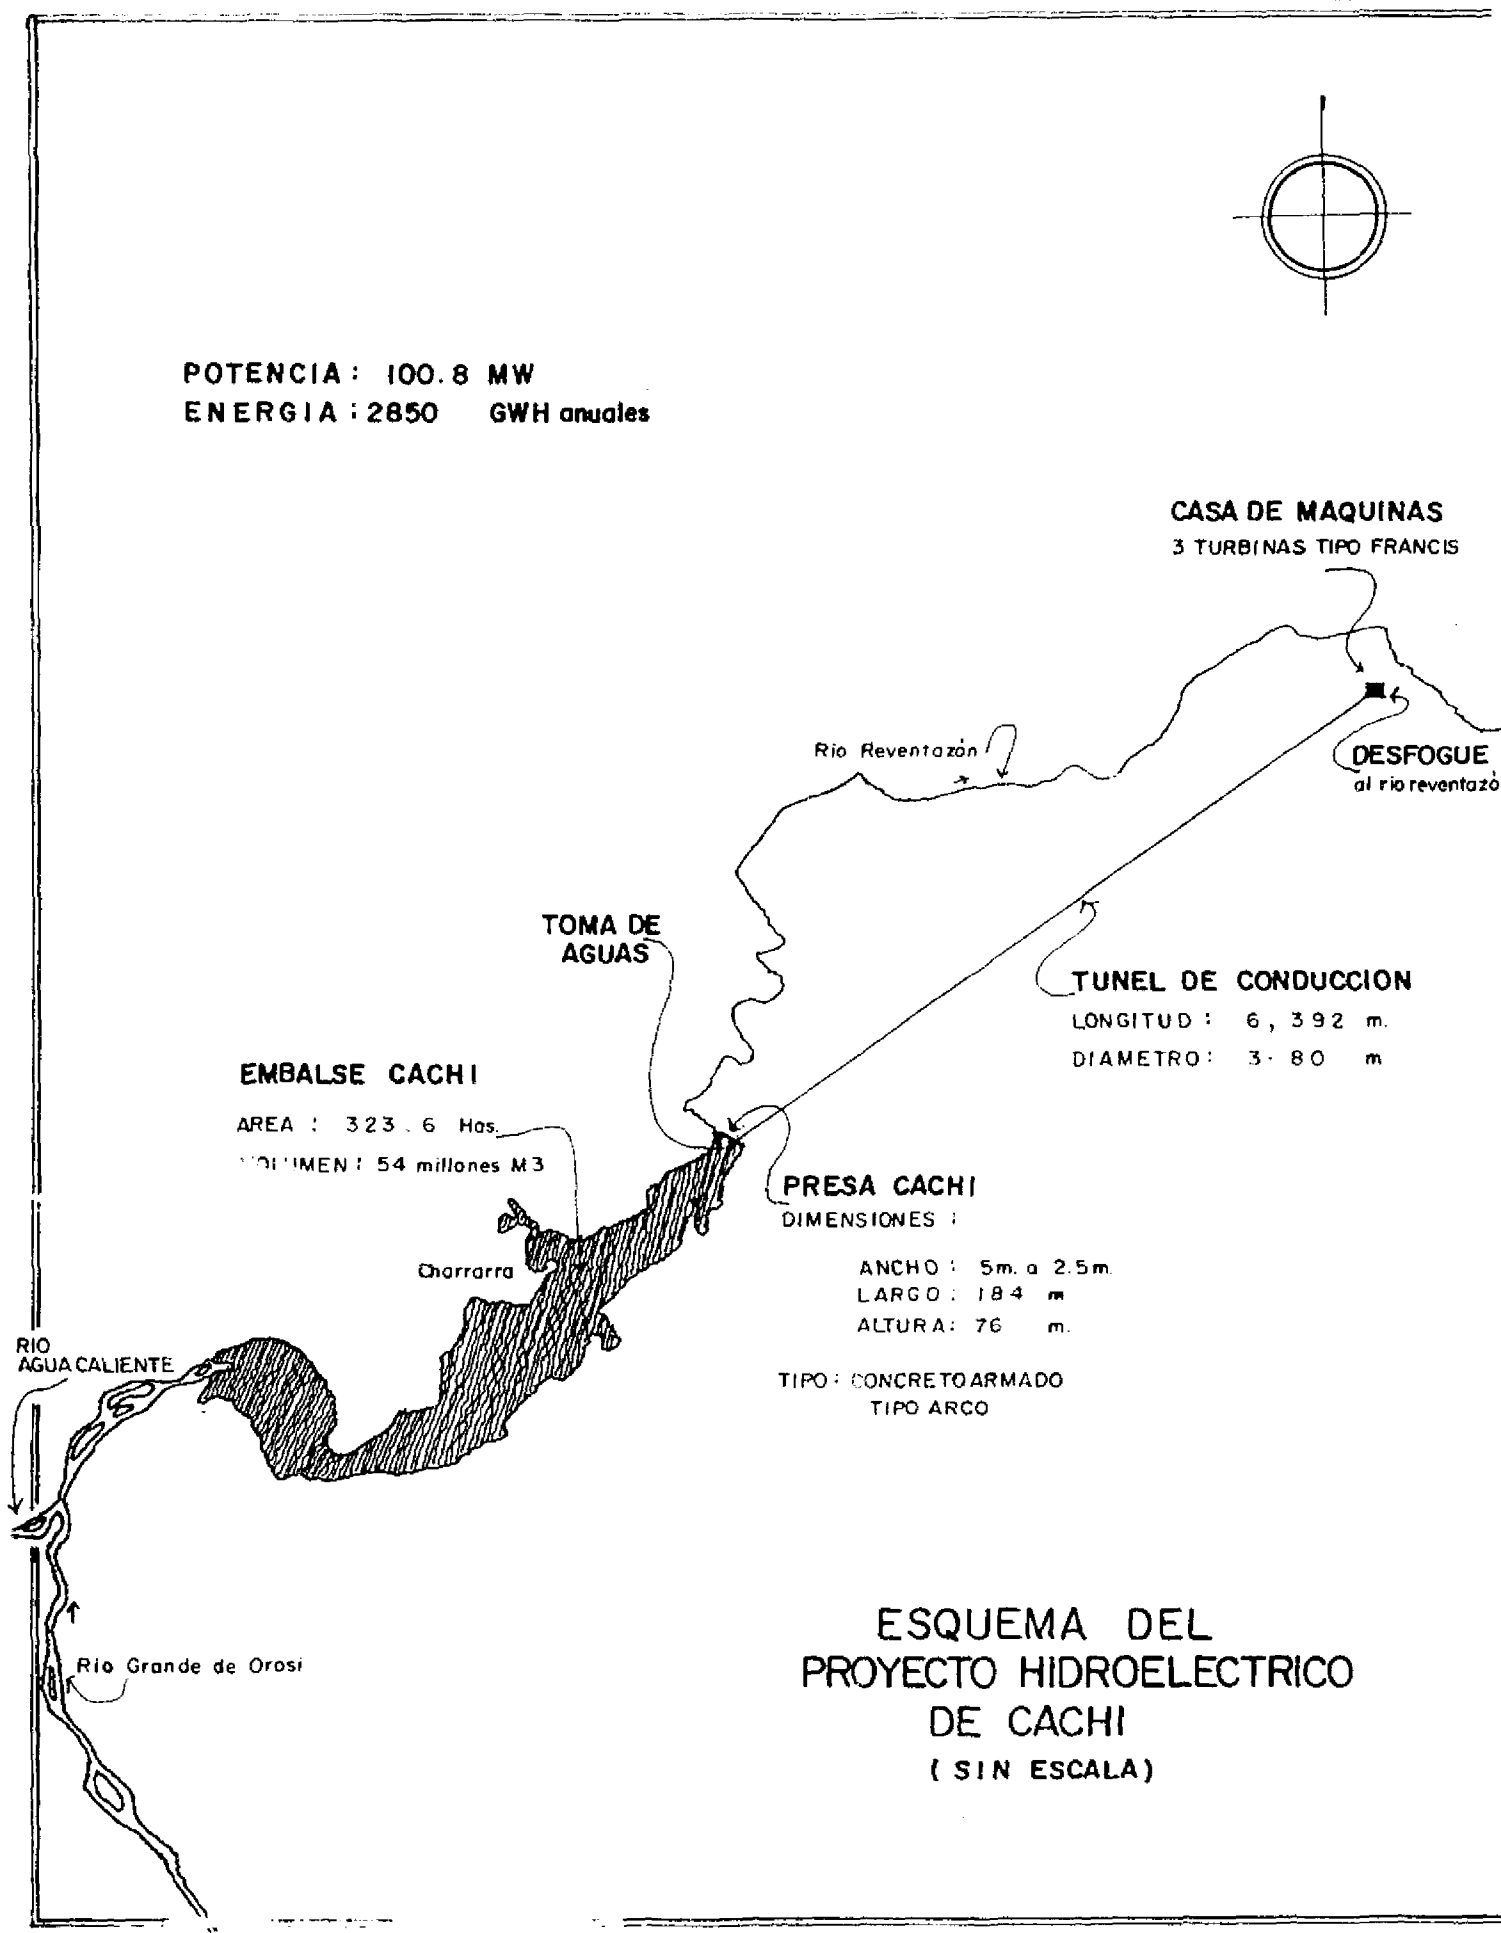 POTENCIA: 100.8 MW
ENERGIA: 2850 GWH anuales
CASA DE MAQUINAS
3 TURBINAS TIPO FRANCIS
Rio Reventazón
DESFOGUE
al rio reventazó
TOMA DE
AGUAS
TUNEL DE CONDUCCION
LONGITUD: 6,392 m.
DIAMETRO: 3.80 m
EMBALSE CACHI
AREA: 323.6 Has.
54 millones M3
PRESA CACHI
DIMENSIONES:
ANCHO: 5m. a 2.5m.
LARGO: 184 m
ALTURA: 76 m.
TIPO: CONCRETO ARMADO
TIPO ARCO
Charrarra
RIO
AGUA CALIENTE
Río Grande de Orosi
ESQUEMA DEL
PROYECTO HIDROELECTRICO
DE CACHI
(SIN ESCALA)